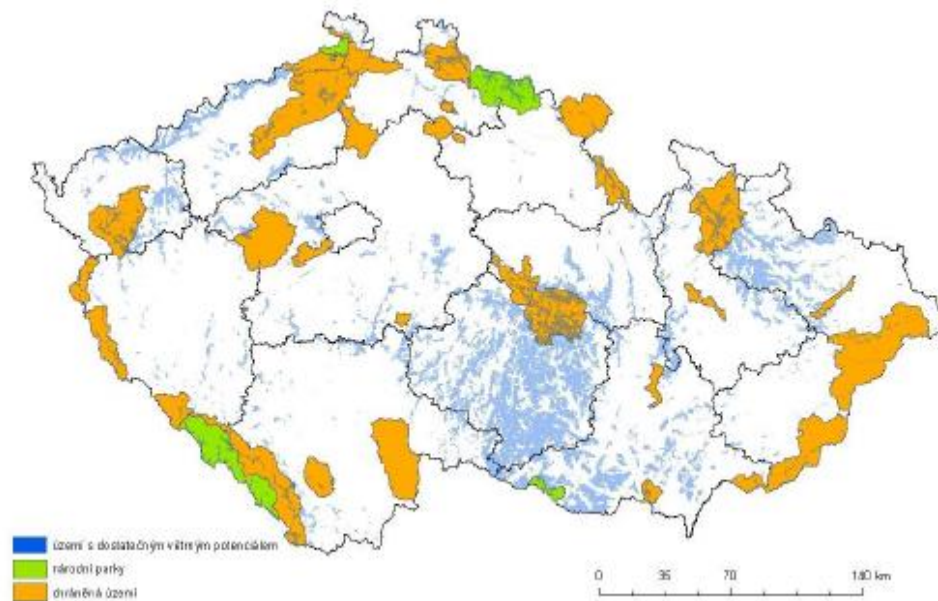 území s dostatečným větrným potenciálem
národní parky
chráněná území
0 35 70 140 km